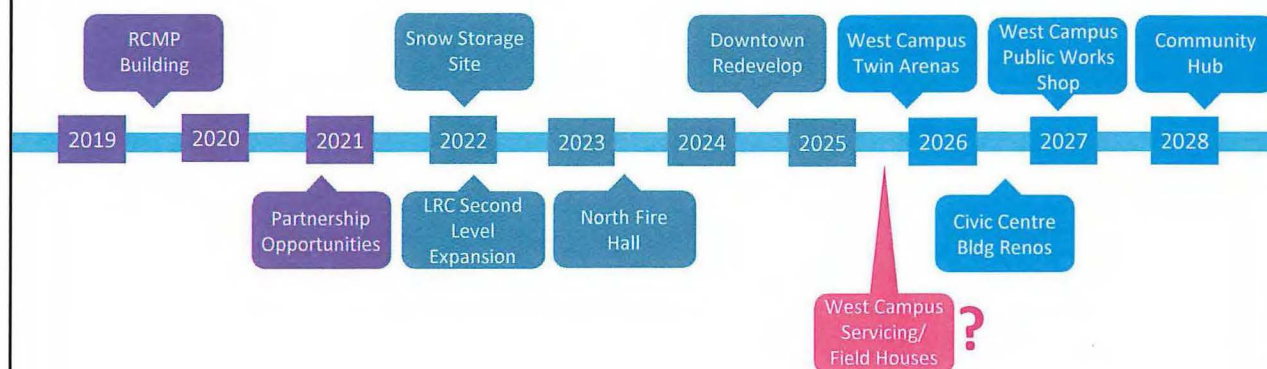 RCMP
Building
Snow Storage
Site
Downtown
Redevelop
West Campus
Twin Arenas
West Campus
Public Works
Shop
Community
Hub
2019
2020
2021
2022
2023
2024
2025
2026
2027
2028
Partnership
Opportunities
LRC Second
Level
Expansion
North Fire
Hall
Civic Centre
Bldg Renos
West Campus
Servicing/
Field Houses
?